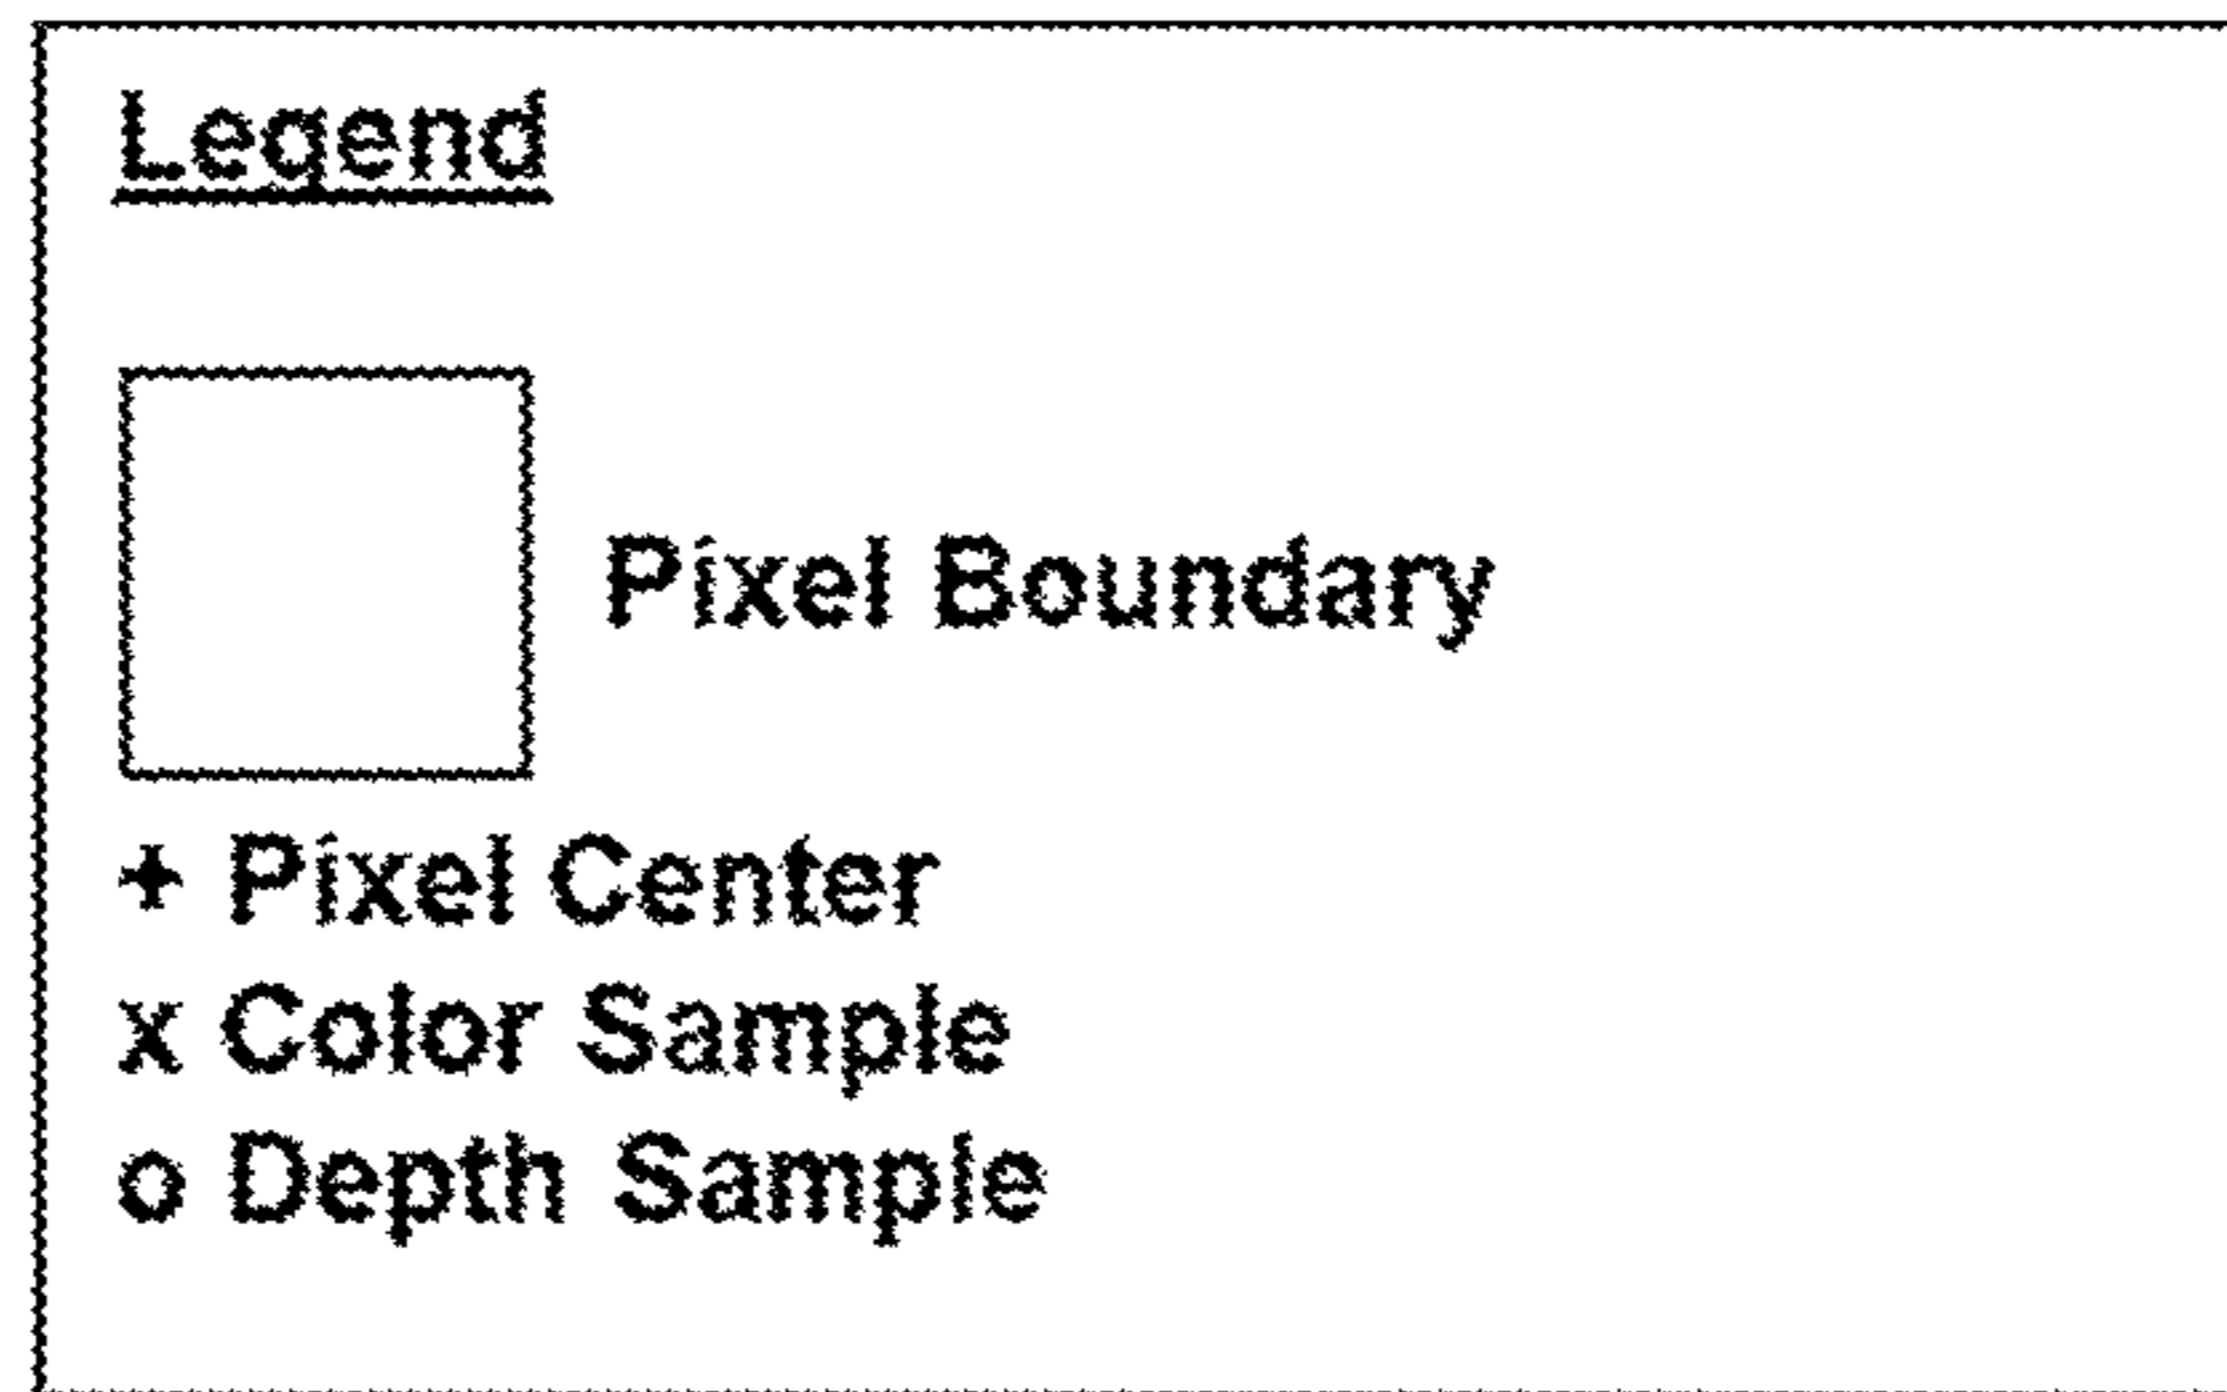 Legend
Pixel Boundary
+ Pixel Center
x Color Sample
o Depth Sample